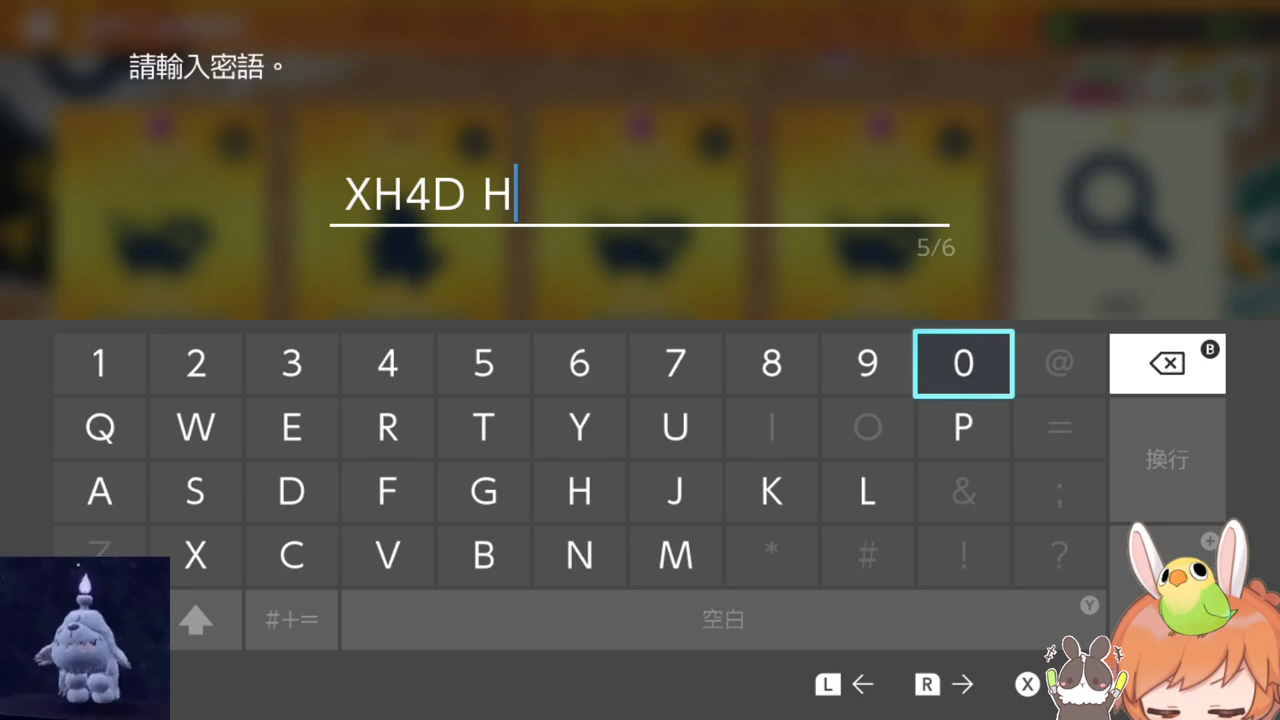 請輸入密語。
XH4D H
5/6
1 2 3 4 5 6 7 8 9 0 @ B
Q W E R T Y U I O P =
換行
A S D F G H J K L & ;
Z X C V B N M * # ! ? +
#+= 空白 Y
L ← R → X